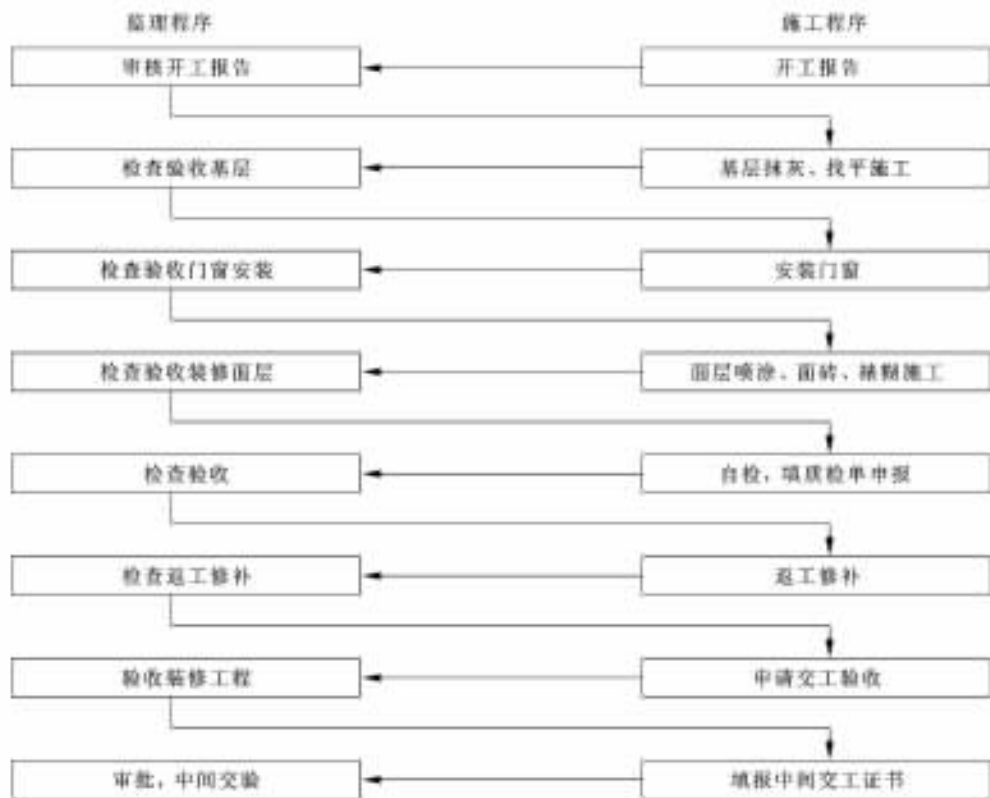 监理程序 施工程序
审核开工报告 开工报告
检查验收基层 基层抹灰、找平施工
检查验收门窗安装 安装门窗
检查验收装修面层 面层喷涂、面砖、裱糊施工
检查验收 自检，填质检单申报
检查返工修补 返工修补
验收装修工程 申请交工验收
审批，中间交验 填报中间交工证书